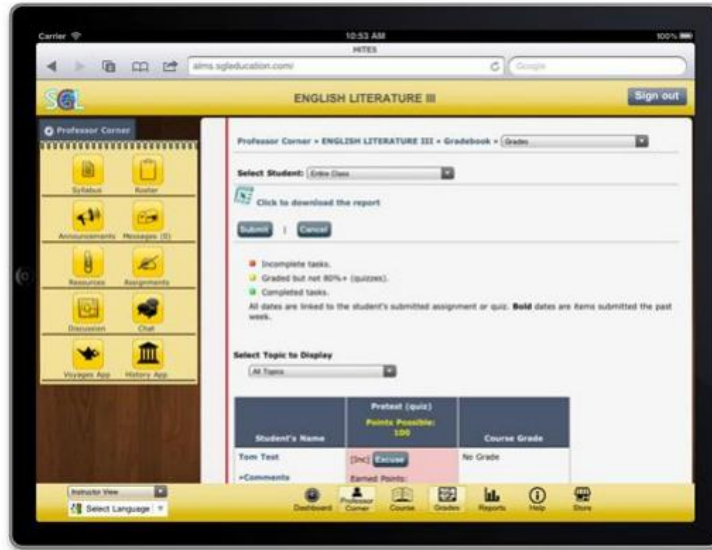 Carrier 10:53 AM 100%
MITES
alms.sgleducation.com/ Google
SGL ENGLISH LITERATURE III Sign out
Professor Corner
Syllabus Roster
Announcements Messages (0)
Resources Assignments
Discussion Chat
Voyages App History App
Professor Corner » ENGLISH LITERATURE III » Gradebook » Grades
Select Student: Entire Class
Click to download the report
Submit | Cancel
Incomplete tasks.
Graded but not 80%+ (quizzes).
Completed tasks.
All dates are linked to the student's submitted assignment or quiz. Bold dates are items submitted the past
week.
Select Topic to Display
All Topics
Pretest (quiz)
Points Possible:
100
Student's Name Course Grade
Tom Test [Inc] Excuse No Grade
»Comments Earned Points:
Instructor View
Select Language
Dashboard Professor Corner Course Grades Reports Help Store